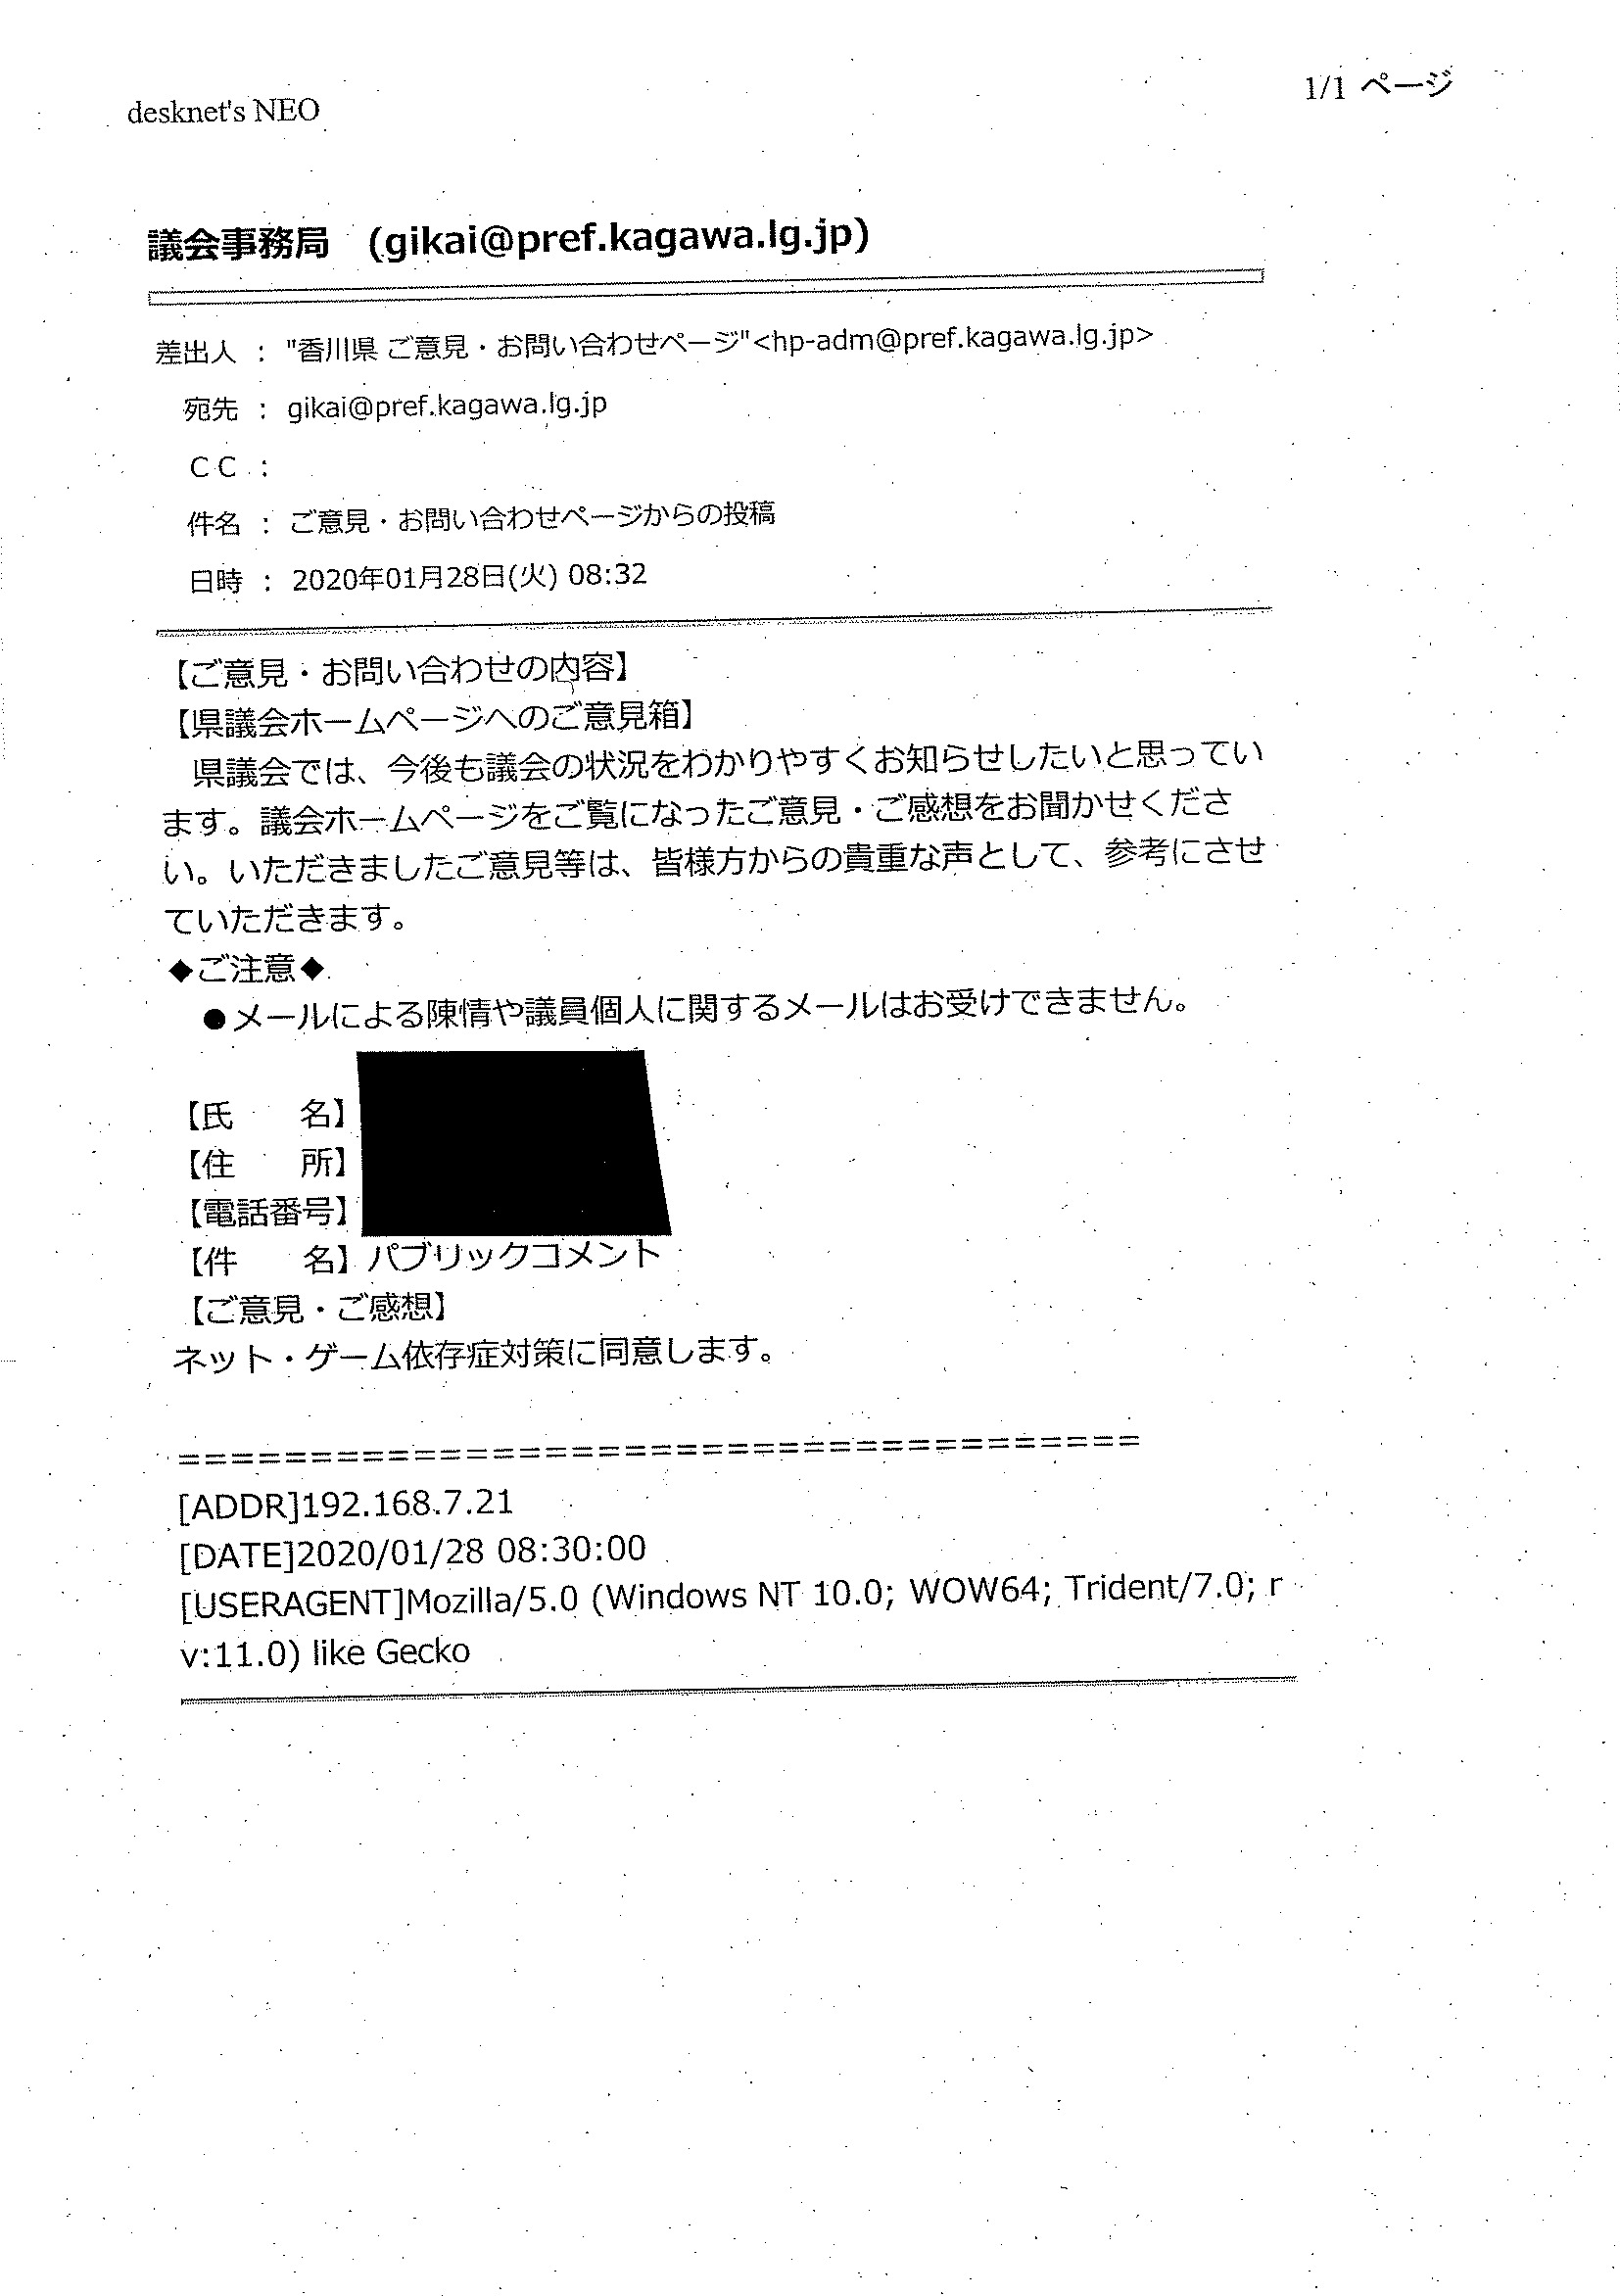 desknet's NEO
1/1 ページ
議会事務局 (gikai@pref.kagawa.lg.jp)
差出人 : "香川県 ご意見・お問い合わせページ"<hp-adm@pref.kagawa.lg.jp>
宛先 : gikai@pref.kagawa.lg.jp
CC :
件名 : ご意見・お問い合わせページからの投稿
日時 : 2020年01月28日(火) 08:32
【ご意見・お問い合わせの内容】
【県議会ホームページへのご意見箱】
県議会では、今後も議会の状況をわかりやすくお知らせしたいと思ってい
ます。議会ホームページをご覧になったご意見・ご感想をお聞かせくださ
い。いただきましたご意見等は、皆様方からの貴重な声として、参考にさせ
ていただきます。
◆ご注意◆
●メールによる陳情や議員個人に関するメールはお受けできません。
【氏　　名】
【住　　所】
【電話番号】
【件　　名】パブリックコメント
【ご意見・ご感想】
ネット・ゲーム依存症対策に同意します。
=====================================
[ADDR]192.168.7.21
[DATE]2020/01/28 08:30:00
[USERAGENT]Mozilla/5.0 (Windows NT 10.0; WOW64; Trident/7.0; r
v:11.0) like Gecko